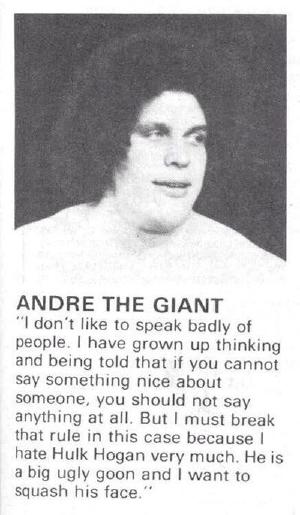 ANDRE THE GIANT
"I don't like to speak badly of
people. I have grown up thinking
and being told that if you cannot
say something nice about
someone, you should not say
anything at all. But I must break
that rule in this case because I
hate Hulk Hogan very much. He is
a big ugly goon and I want to
squash his face."